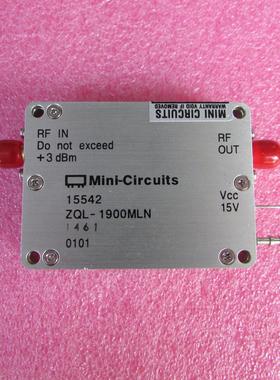 MINI CIRCUITS
WARRANTY VOID IF REMOVED
MINI
RF IN
Do not exceed
+3 dBm
RF
OUT
Mini-Circuits
15542
ZQL-1900MLN
1461
0101
Vcc
15V